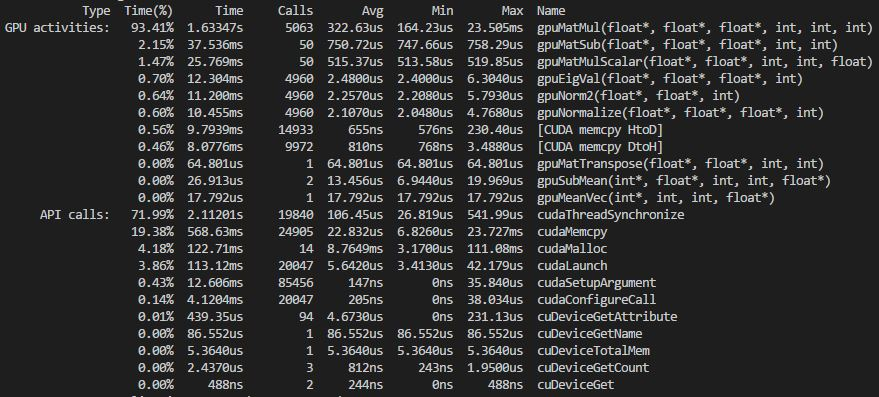 Type Time(%) Time Calls Avg Min Max Name
GPU activities: 93.41% 1.63347s 5063 322.63us 164.23us 23.505ms gpuMatMul(float*, float*, float*, int, int, int)
2.15% 37.536ms 50 750.72us 747.66us 758.29us gpuMatSub(float*, float*, float*, int, int)
1.47% 25.769ms 50 515.37us 513.58us 519.85us gpuMatMulScalar(float*, float*, int, int, float)
0.70% 12.304ms 4960 2.4800us 2.4000us 6.3040us gpuEigVal(float*, float*, float*, int)
0.64% 11.200ms 4960 2.2570us 2.2080us 5.7930us gpuNorm2(float*, float*, int)
0.60% 10.455ms 4960 2.1070us 2.0480us 4.7680us gpuNormalize(float*, float*, float*, int)
0.56% 9.7939ms 14933 655ns 576ns 230.40us [CUDA memcpy HtoD]
0.46% 8.0776ms 9972 810ns 768ns 3.4880us [CUDA memcpy DtoH]
0.00% 64.801us 1 64.801us 64.801us 64.801us gpuMatTranspose(float*, float*, int, int)
0.00% 26.913us 2 13.456us 6.9440us 19.969us gpuSubMean(int*, float*, int, int, float*)
0.00% 17.792us 1 17.792us 17.792us 17.792us gpuMeanVec(int*, int, int, float*)
API calls: 71.99% 2.11201s 19840 106.45us 26.819us 541.99us cudaThreadSynchronize
19.38% 568.63ms 24905 22.832us 6.8260us 23.727ms cudaMemcpy
4.18% 122.71ms 14 8.7649ms 3.1700us 111.08ms cudaMalloc
3.86% 113.12ms 20047 5.6420us 3.4130us 42.179us cudaLaunch
0.43% 12.606ms 85456 147ns 0ns 35.840us cudaSetupArgument
0.14% 4.1204ms 20047 205ns 0ns 38.034us cudaConfigureCall
0.01% 439.35us 94 4.6730us 0ns 231.13us cuDeviceGetAttribute
0.00% 86.552us 1 86.552us 86.552us 86.552us cuDeviceGetName
0.00% 5.3640us 1 5.3640us 5.3640us 5.3640us cuDeviceTotalMem
0.00% 2.4370us 3 812ns 243ns 1.9500us cuDeviceGetCount
0.00% 488ns 2 244ns 0ns 488ns cuDeviceGet